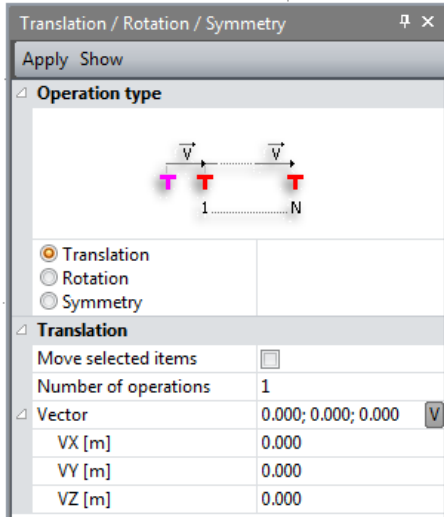 Translation / Rotation / Symmetry
Apply Show
Operation type
V V
T T T
1 N
Translation
Rotation
Symmetry
Translation
Move selected items
Number of operations 1
Vector 0.000; 0.000; 0.000 V
VX [m] 0.000
VY [m] 0.000
VZ [m] 0.000